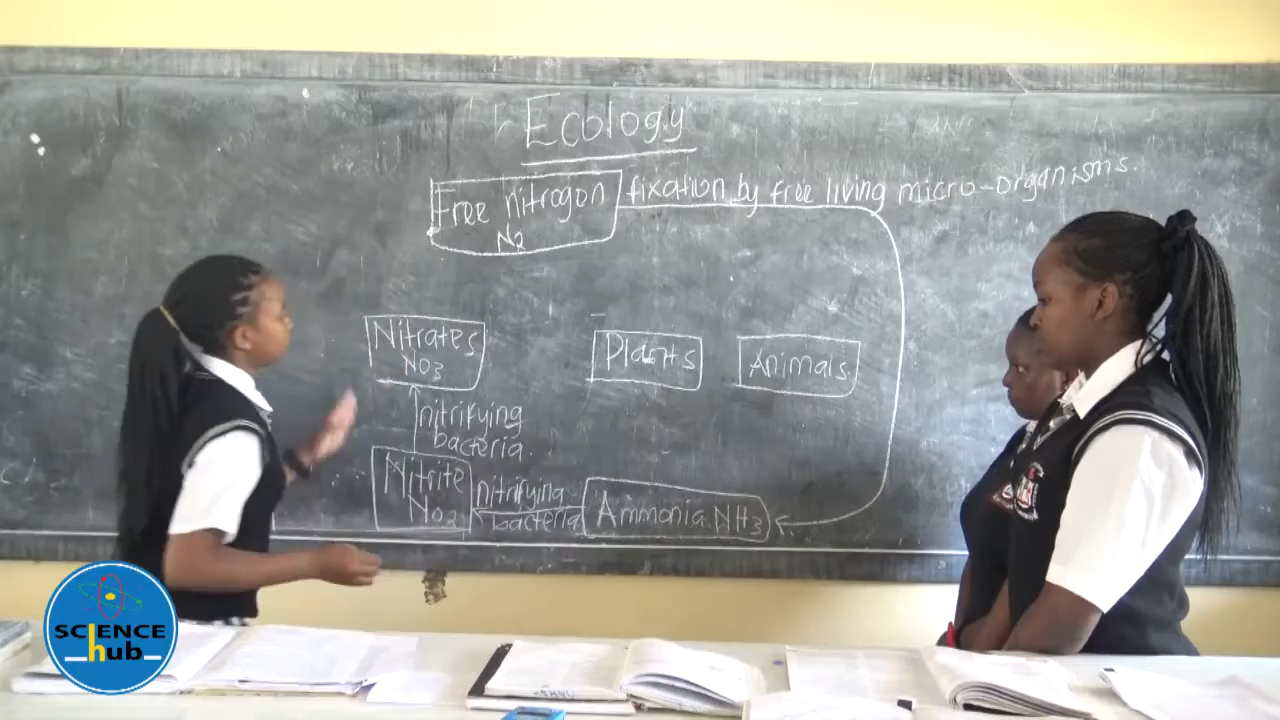 Ecology
Free nitrogon
N2
fixation by free living micro-organisms.
Nitrates
NO3
Plants
Animals
nitrifying
bacteria.
Nitrite
No2
nitrifying
bacteria
Ammonia NH3
SCIENCE
hub